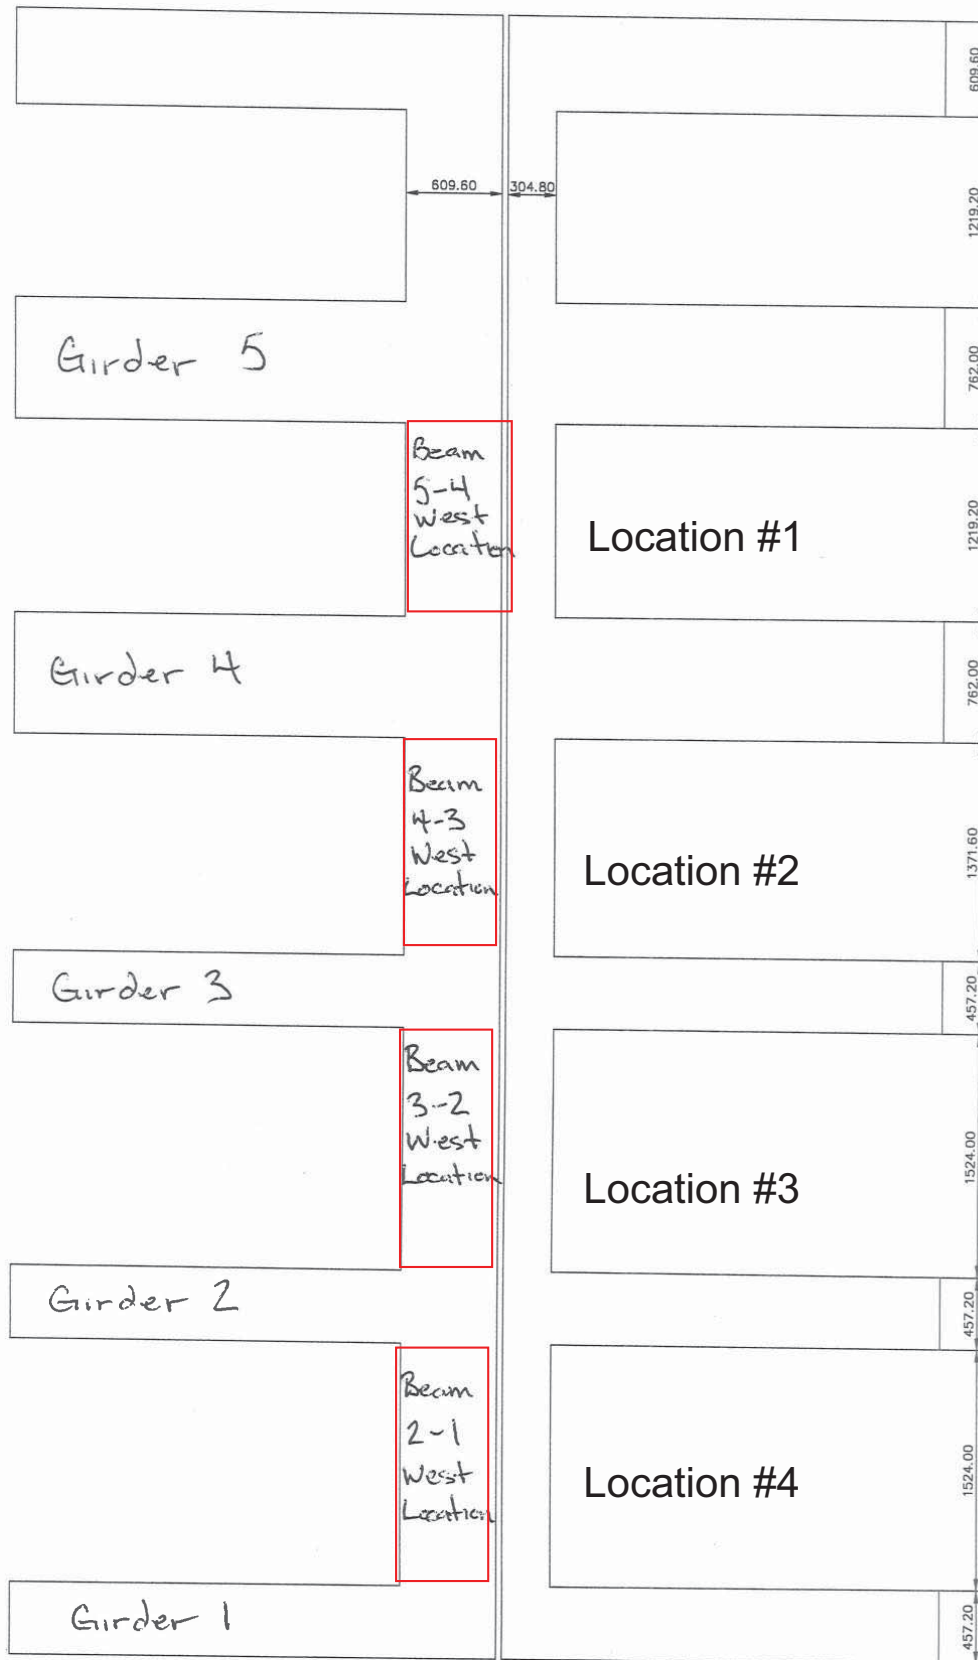 609.60
609.60
304.80
1219.20
762.00
Girder 5
Beam
5-4
West
Location
Location #1
1219.20
Girder 4
762.00
Beam
4-3
West
Location
Location #2
1371.60
Girder 3
457.20
Beam
3-2
West
Location
Location #3
1524.00
Girder 2
457.20
Beam
2-1
West
Location
Location #4
1524.00
Girder 1
457.20